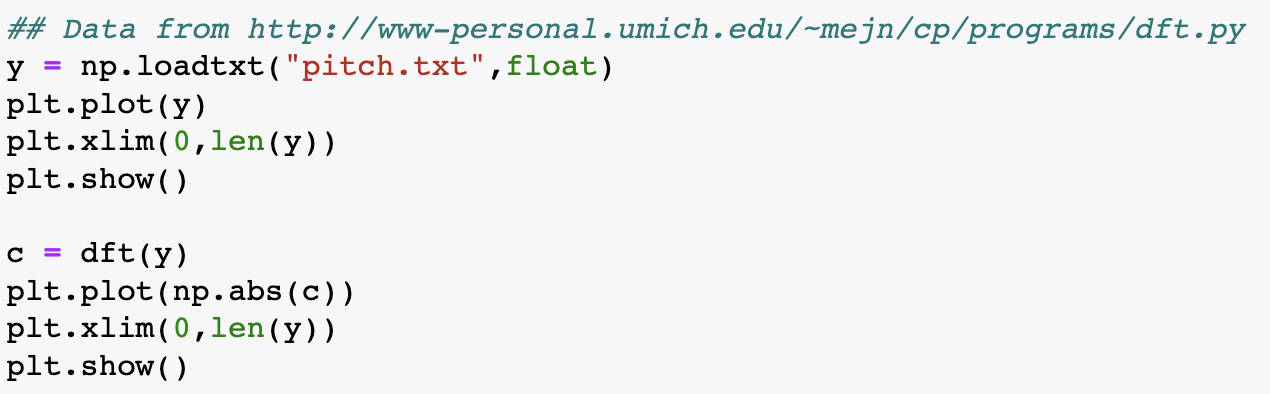 ## Data from http://www-personal.umich.edu/~mejn/cp/programs/dft.py
y = np.loadtxt("pitch.txt",float)
plt.plot(y)
plt.xlim(0,len(y))
plt.show()

c = dft(y)
plt.plot(np.abs(c))
plt.xlim(0,len(y))
plt.show()